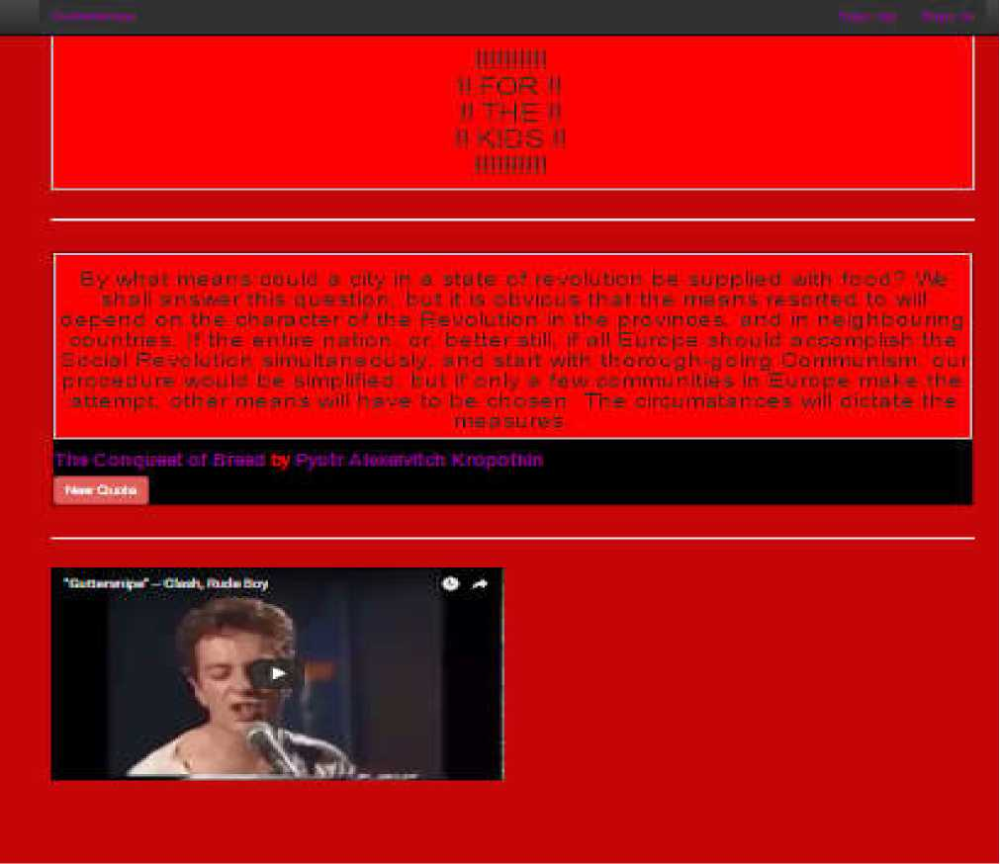 !!!!!!!!!!!
!! FOR !!
!! THE !!
!! KIDS !!
!!!!!!!!!!!
By what means could a city in a state of revolution be supplied with food? We
shall answer this question, but it is obvious that the means resorted to will
depend on the character of the Revolution in the provinces, and in neighbouring
countries. If the entire nation, or, better still, if all Europe should accomplish the
Social Revolution simultaneously, and start with thorough-going Communism, our
procedure would be simplified; but if only a few communities in Europe make the
attempt, other means will have to be chosen. The circumstances will dictate the
measures.
The Conquest of Bread by Pyotr Alexeivitch Kropotkin
New Quote
"Guttersnipe" – Clash, Rude Boy